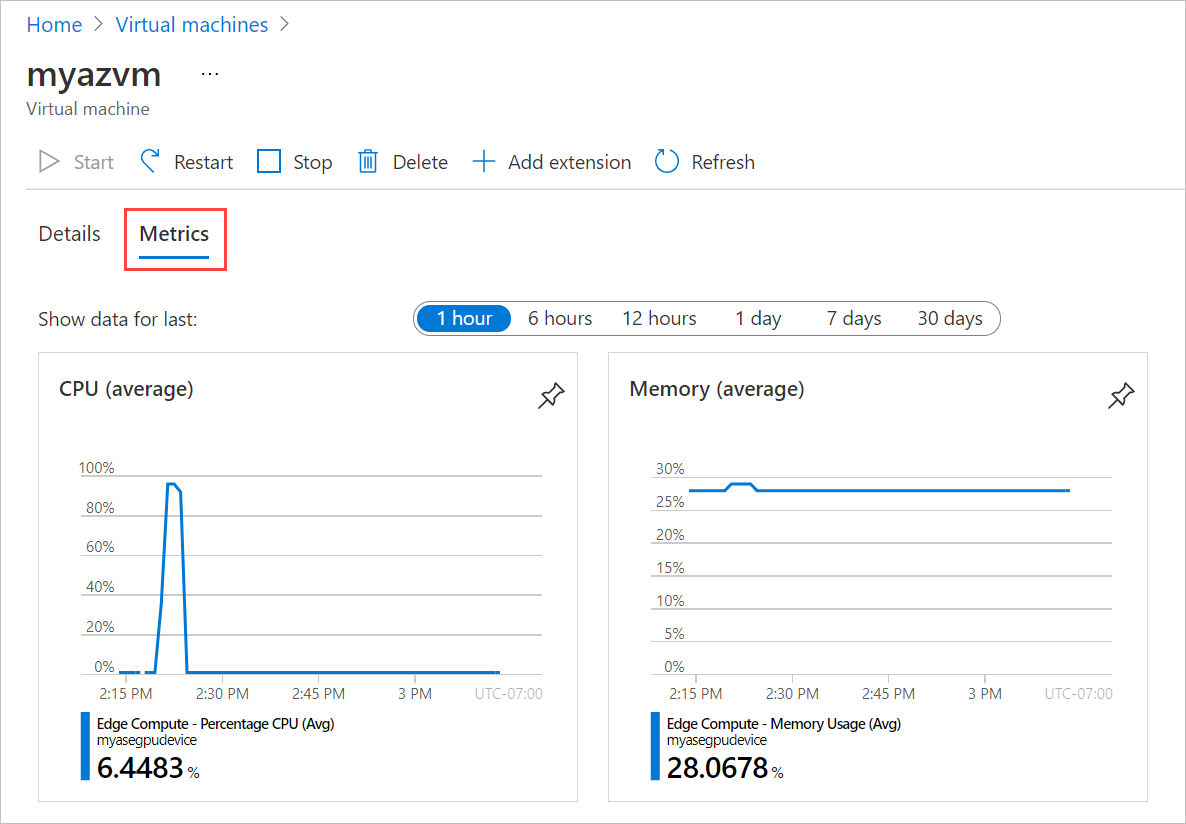 Home > Virtual machines >
myazvm ...
Virtual machine
Start Restart Stop Delete Add extension Refresh
Details Metrics
Show data for last: 1 hour 6 hours 12 hours 1 day 7 days 30 days
CPU (average)
100%
80%
60%
40%
20%
0%
2:15 PM 2:30 PM 2:45 PM 3 PM UTC-07:00
Edge Compute - Percentage CPU (Avg)
myasegpudevice
6.4483 %
Memory (average)
30%
25%
20%
15%
10%
5%
0%
2:15 PM 2:30 PM 2:45 PM 3 PM UTC-07:00
Edge Compute - Memory Usage (Avg)
myasegpudevice
28.0678 %